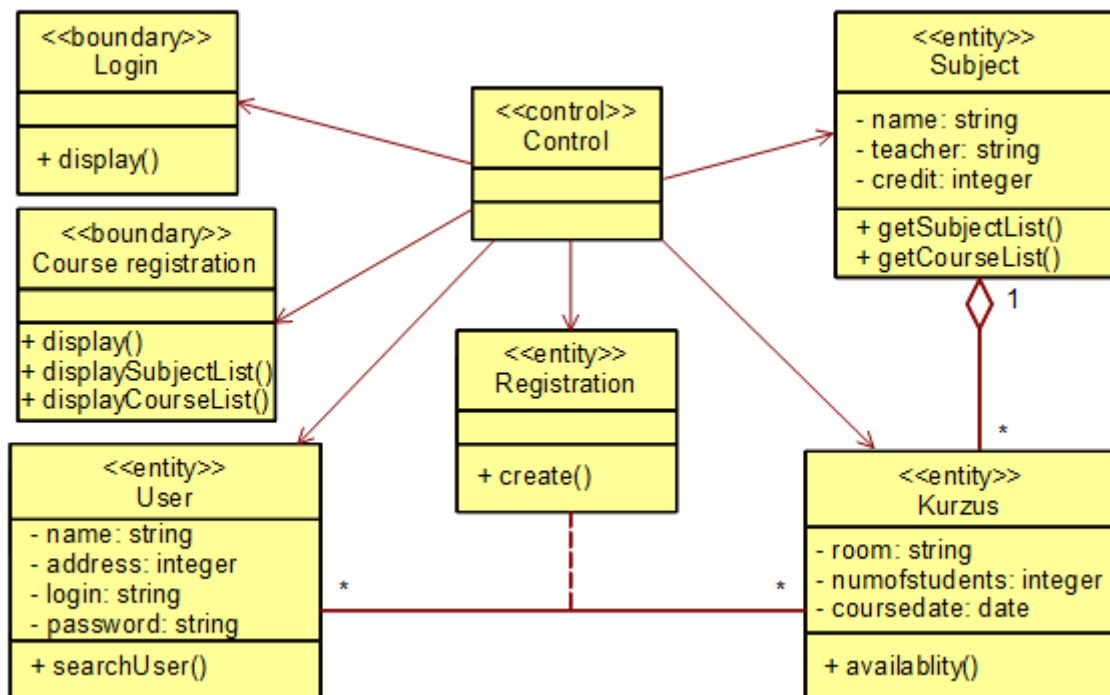 <<boundary>>
Login
+ display()
<<control>>
Control
<<entity>>
Subject
- name: string
- teacher: string
- credit: integer
+ getSubjectList()
+ getCourseList()
<<boundary>>
Course registration
+ display()
+ displaySubjectList()
+ displayCourseList()
<<entity>>
Registration
+ create()
1
*
<<entity>>
User
- name: string
- address: integer
- login: string
- password: string
+ searchUser()
*
*
<<entity>>
Kurzus
- room: string
- numofstudents: integer
- coursedate: date
+ availablity()